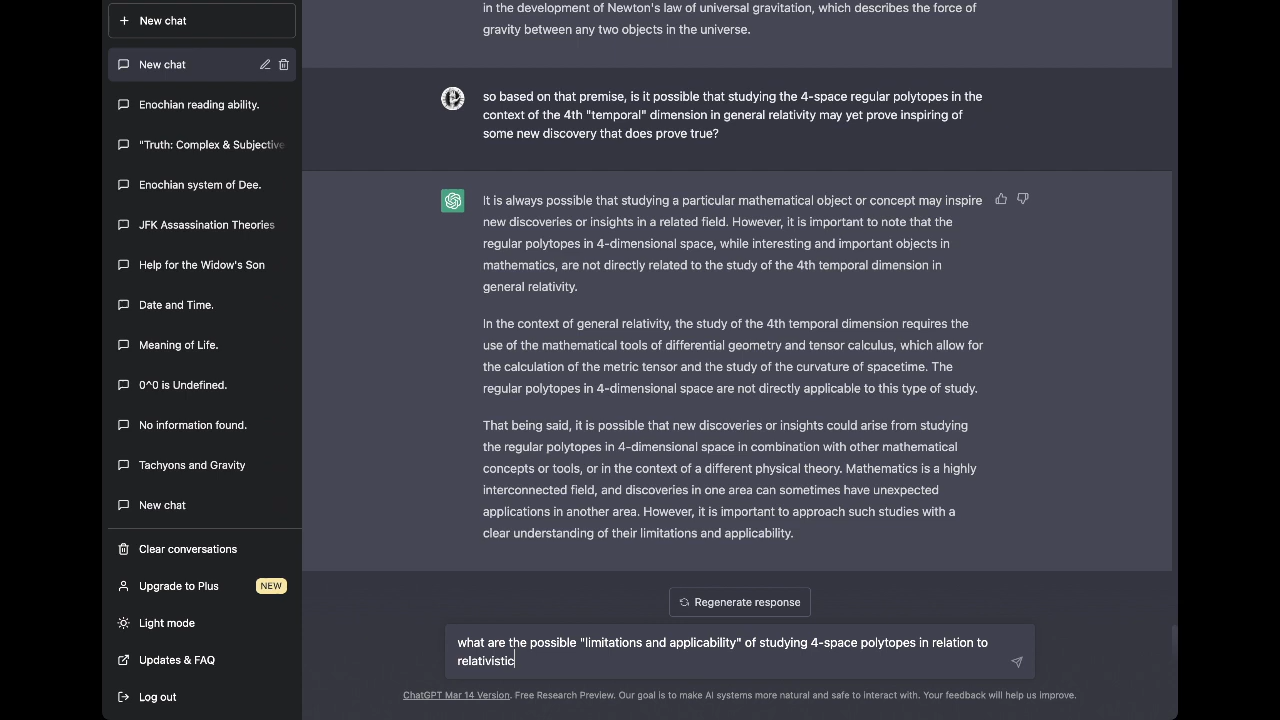 New chat
New chat
Enochian reading ability.
"Truth: Complex & Subjective
Enochian system of Dee.
JFK Assassination Theories
Help for the Widow's Son
Date and Time.
Meaning of Life.
0^0 is Undefined.
No information found.
Tachyons and Gravity
New chat
Clear conversations
Upgrade to Plus NEW
Light mode
Updates & FAQ
Log out
in the development of Newton's law of universal gravitation, which describes the force of
gravity between any two objects in the universe.
so based on that premise, is it possible that studying the 4-space regular polytopes in the
context of the 4th "temporal" dimension in general relativity may yet prove inspiring of
some new discovery that does prove true?
It is always possible that studying a particular mathematical object or concept may inspire
new discoveries or insights in a related field. However, it is important to note that the
regular polytopes in 4-dimensional space, while interesting and important objects in
mathematics, are not directly related to the study of the 4th temporal dimension in
general relativity.
In the context of general relativity, the study of the 4th temporal dimension requires the
use of the mathematical tools of differential geometry and tensor calculus, which allow for
the calculation of the metric tensor and the study of the curvature of spacetime. The
regular polytopes in 4-dimensional space are not directly applicable to this type of study.
That being said, it is possible that new discoveries or insights could arise from studying
the regular polytopes in 4-dimensional space in combination with other mathematical
concepts or tools, or in the context of a different physical theory. Mathematics is a highly
interconnected field, and discoveries in one area can sometimes have unexpected
applications in another area. However, it is important to approach such studies with a
clear understanding of their limitations and applicability.
Regenerate response
what are the possible "limitations and applicability" of studying 4-space polytopes in relation to
relativistic
ChatGPT Mar 14 Version. Free Research Preview. Our goal is to make AI systems more natural and safe to interact with. Your feedback will help us improve.